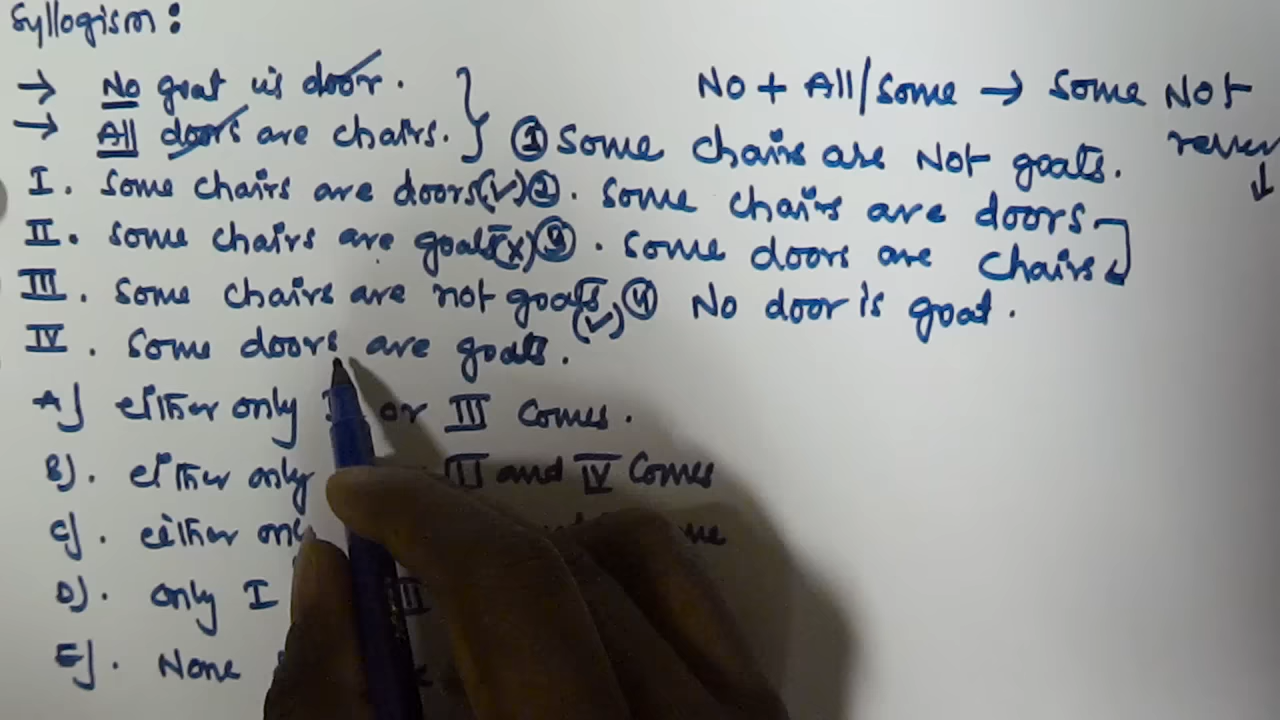 Syllogism:
→ No goat is door.
No + All/Some → Some Not
→ All doors are chairs.
① Some chairs are Not goats.
I. Some chairs are doors(✓) ②. Some chairs are doors
II. Some chairs are goats(x) ③. Some doors are chairs
III. Some chairs are not goats(✓) ④ No door is goat.
IV. Some doors are goats.
A) either only or III Comes.
B). either only III and IV Comes
C). either
D). only I
E). None